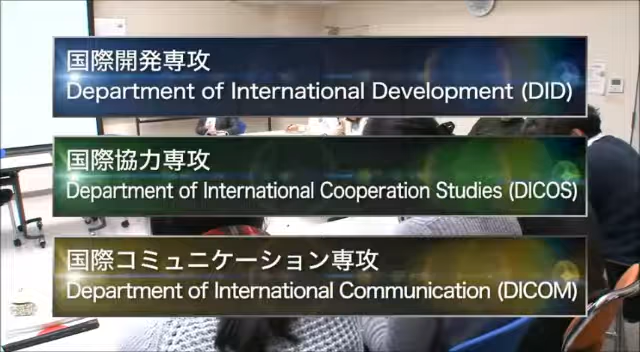 国際開発専攻
Department of International Development (DID)
国際協力専攻
Department of International Cooperation Studies (DICOS)
国際コミュニケーション専攻
Department of International Communication (DICOM)